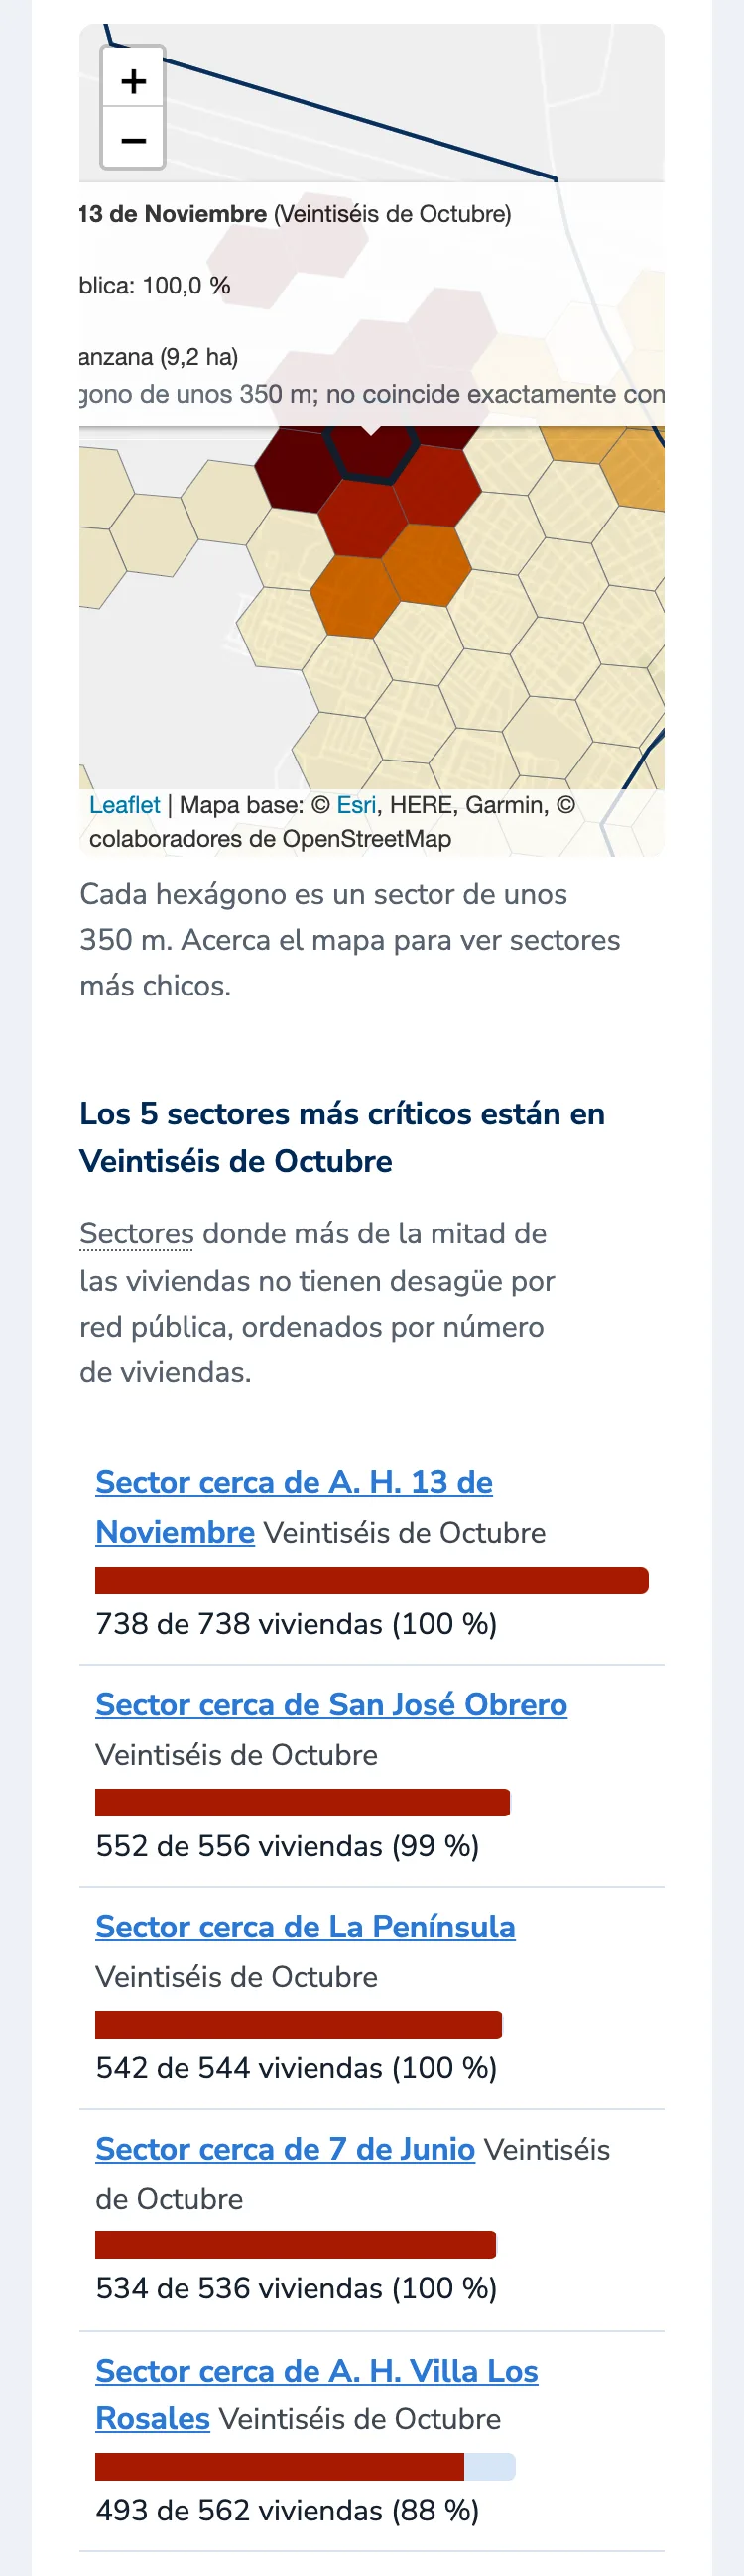 +
−
13 de Noviembre (Veintiséis de Octubre)
blica: 100,0 %
anzana (9,2 ha)
gono de unos 350 m; no coincide exactamente con
Leaflet | Mapa base: © Esri, HERE, Garmin, ©
colaboradores de OpenStreetMap
Cada hexágono es un sector de unos
350 m. Acerca el mapa para ver sectores
más chicos.
Los 5 sectores más críticos están en
Veintiséis de Octubre
Sectores donde más de la mitad de
las viviendas no tienen desagüe por
red pública, ordenados por número
de viviendas.
Sector cerca de A. H. 13 de
Noviembre Veintiséis de Octubre
738 de 738 viviendas (100 %)
Sector cerca de San José Obrero
Veintiséis de Octubre
552 de 556 viviendas (99 %)
Sector cerca de La Península
Veintiséis de Octubre
542 de 544 viviendas (100 %)
Sector cerca de 7 de Junio Veintiséis
de Octubre
534 de 536 viviendas (100 %)
Sector cerca de A. H. Villa Los
Rosales Veintiséis de Octubre
493 de 562 viviendas (88 %)